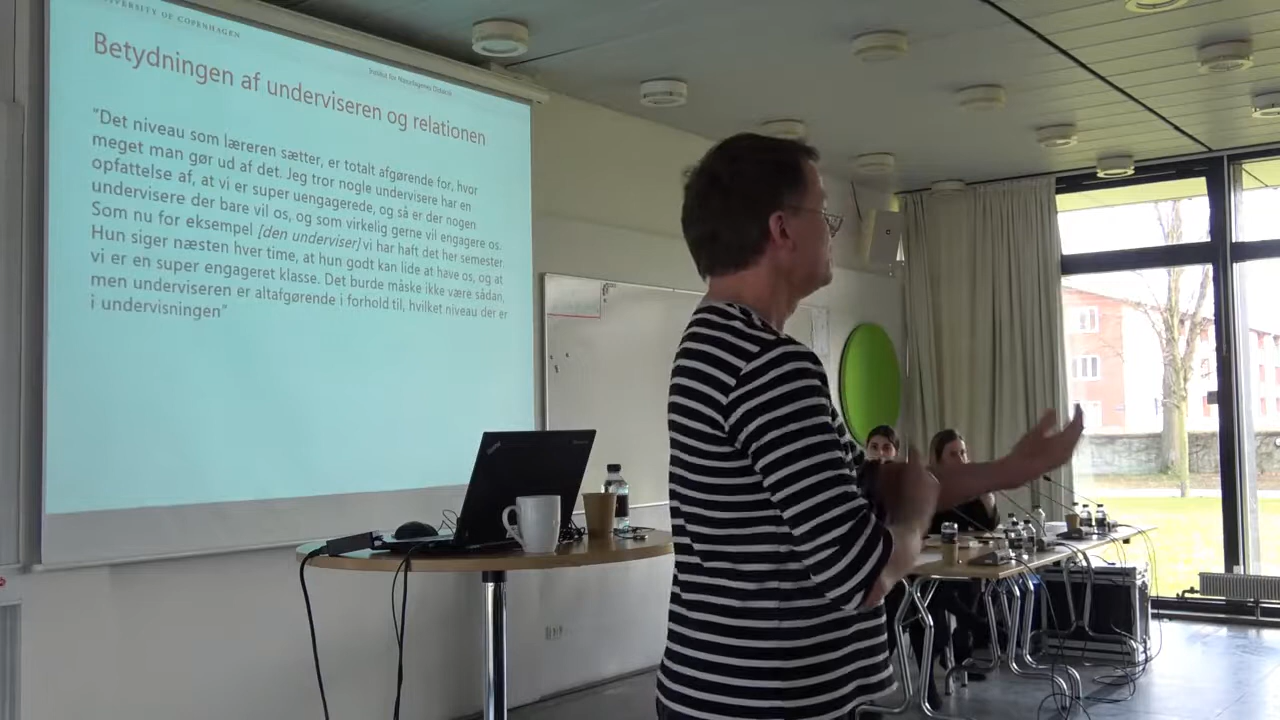 UNIVERSITY OF COPENHAGEN
Institut for Naturfagenes Didaktik
Betydningen af underviseren og relationen
"Det niveau som læreren sætter, er totalt afgørende for, hvor
meget man gør ud af det. Jeg tror nogle undervisere har en
opfattelse af, at vi er super uengagerede, og så er der nogen
undervisere der bare vil os, og som virkelig gerne vil engagere os.
Som nu for eksempel [den underviser] vi har haft det her semester.
Hun siger næsten hver time, at hun godt kan lide at have os, og at
vi er en super engageret klasse. Det burde måske ikke være sådan,
men underviseren er altafgørende i forhold til, hvilket niveau der er
i undervisningen"